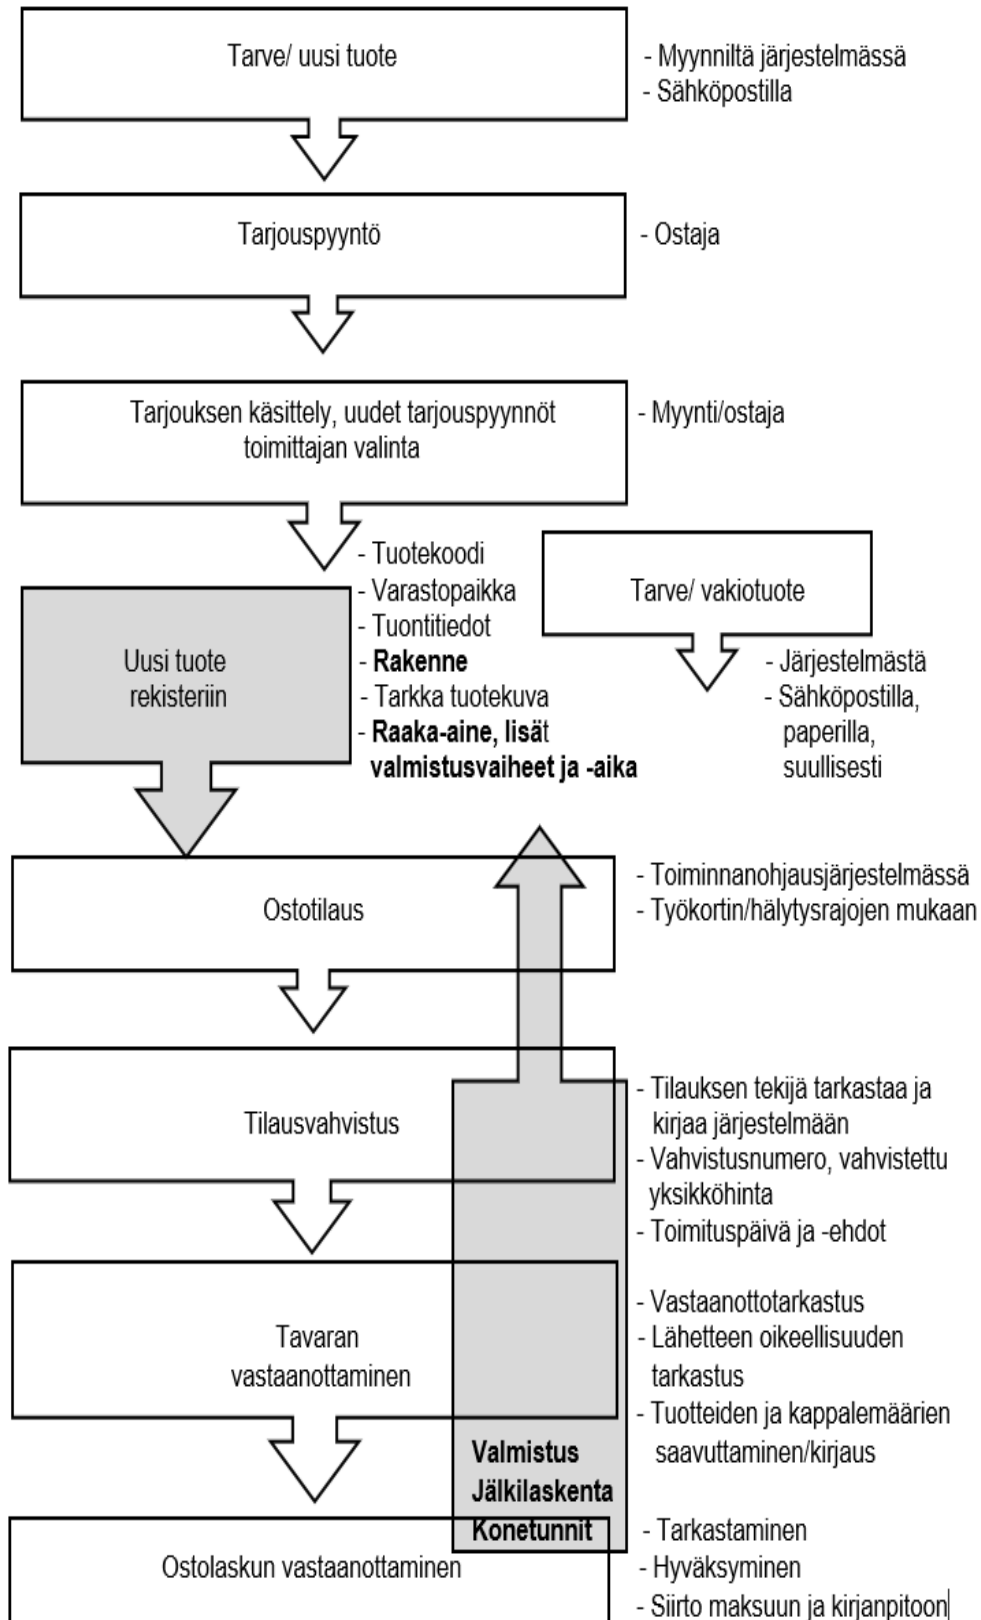 Tarve/ uusi tuote
- Myynniltä järjestelmässä
- Sähköpostilla
Tarjouspyyntö
- Ostaja
Tarjouksen käsittely, uudet tarjouspyynnöt
toimittajan valinta
- Myynti/ostaja
Uusi tuote
rekisteriin
- Tuotekoodi
- Varastopaikka
- Tuontitiedot
- Rakenne
- Tarkka tuotekuva
- Raaka-aine, lisät
valmistusvaiheet ja -aika
Tarve/ vakiotuote
- Järjestelmästä
- Sähköpostilla,
paperilla,
suullisesti
Ostotilaus
- Toiminnanohjausjärjestelmässä
- Työkortin/hälytysrajojen mukaan
Tilausvahvistus
- Tilauksen tekijä tarkastaa ja
kirjaa järjestelmään
- Vahvistusnumero, vahvistettu
yksikköhinta
- Toimituspäivä ja -ehdot
Tavaran
vastaanottaminen
- Vastaanottotarkastus
- Lähetteen oikeellisuuden
tarkastus
- Tuotteiden ja kappalemäärien
saavuttaminen/kirjaus
Valmistus
Jälkilaskenta
Konetunnit
Ostolaskun vastaanottaminen
- Tarkastaminen
- Hyväksyminen
- Siirto maksuun ja kirjanpitoon